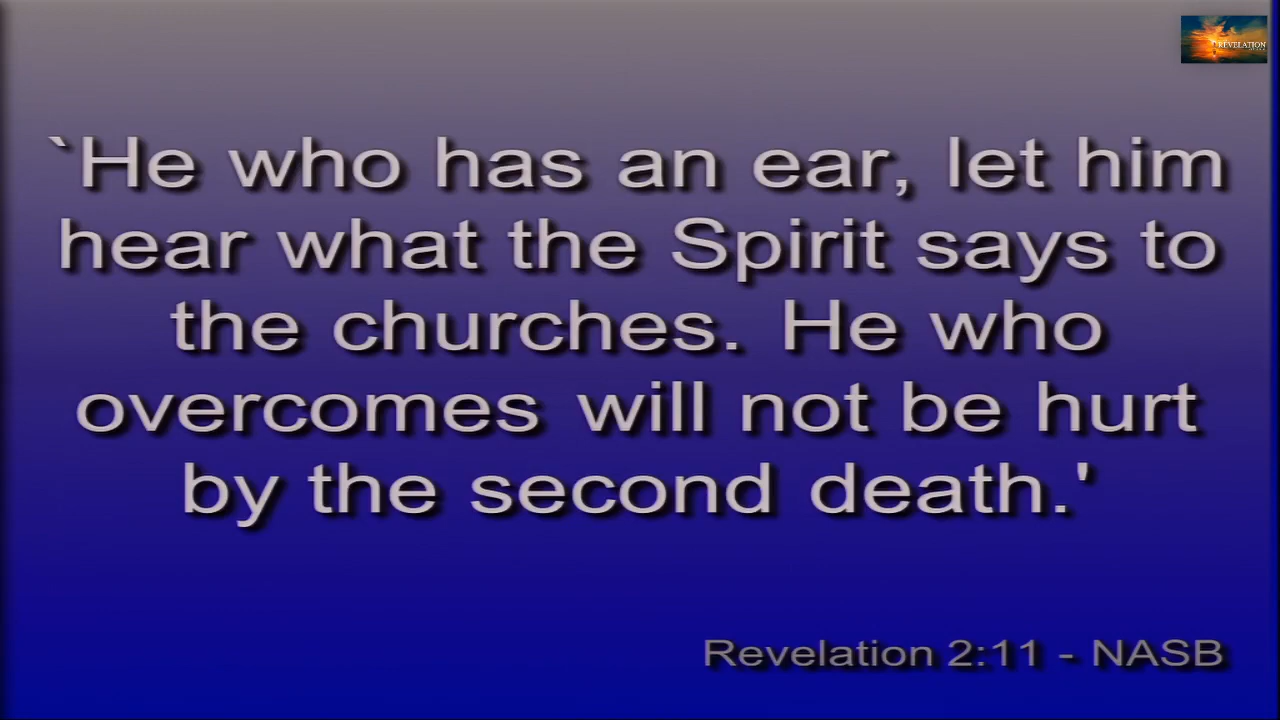 REVELATION
`He who has an ear, let him
hear what the Spirit says to
the churches. He who
overcomes will not be hurt
by the second death.'
Revelation 2:11 - NASB